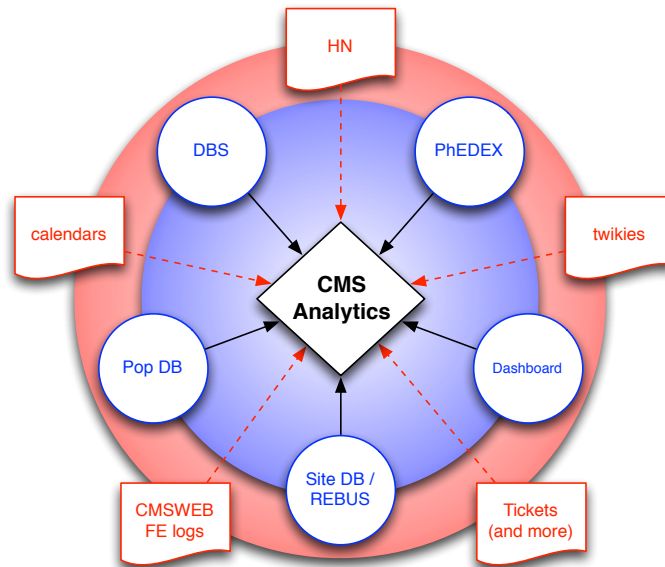 HN
DBS
PhEDEX
calendars
twikies
CMS
Analytics
Pop DB
Dashboard
Site DB /
REBUS
CMSWEB
FE logs
Tickets
(and more)